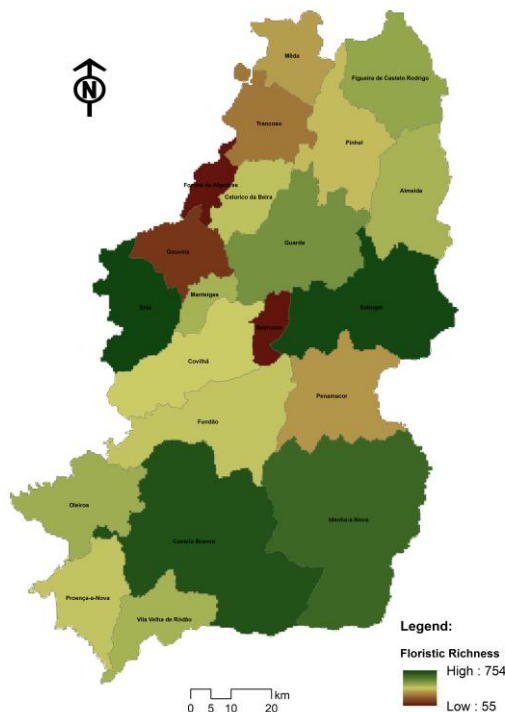 Mêda
Figueira de Castelo Rodrigo
N
Trancoso
Pinhel
Fornos de Algodres
Almeida
Celorico da Beira
Guarda
Gouveia
Manteigas
Seia
Sabugal
Belmonte
Covilhã
Penamacor
Fundão
Oleiros
Idanha-a-Nova
Castelo Branco
Proença-a-Nova
Vila Velha de Ródão
Legend:
Floristic Richness
High : 754
Low : 55
km
0 5 10 20